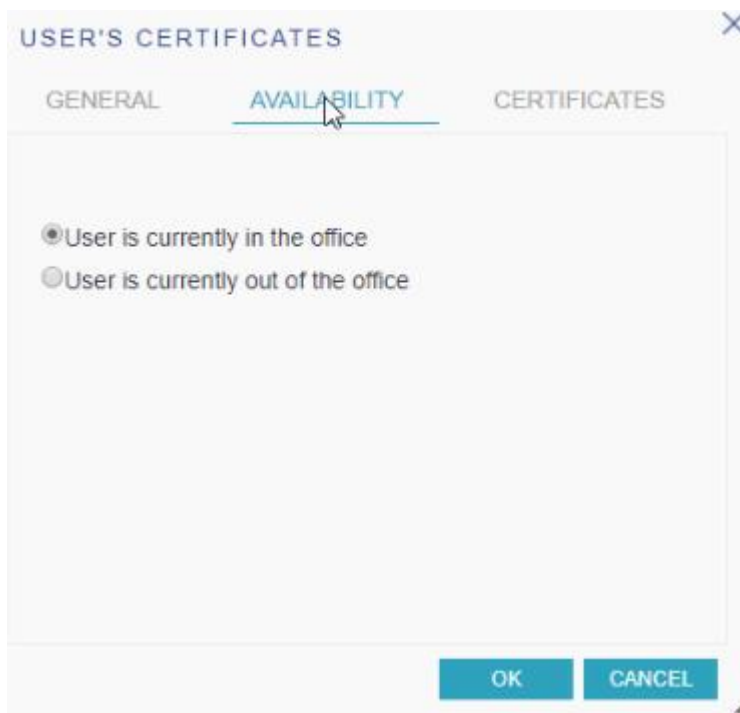 USER'S CERTIFICATES
GENERAL AVAILABILITY CERTIFICATES
User is currently in the office
User is currently out of the office
OK CANCEL